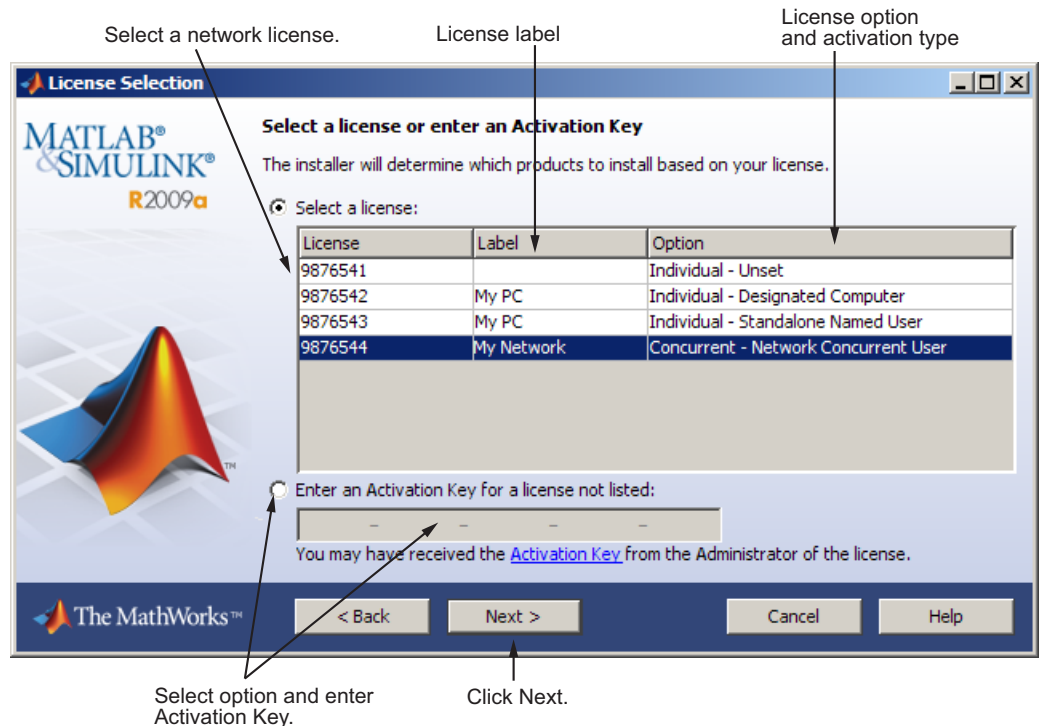 Select a network license.
License label
License option
and activation type
License Selection
MATLAB®
&SIMULINK®
R2009a
Select a license or enter an Activation Key
The installer will determine which products to install based on your license.
Select a license:
License Label Option
9876541 Individual - Unset
9876542 My PC Individual - Designated Computer
9876543 My PC Individual - Standalone Named User
9876544 My Network Concurrent - Network Concurrent User
TM
Enter an Activation Key for a license not listed:
– – – –
You may have received the Activation Key from the Administrator of the license.
The MathWorks™
< Back
Next >
Cancel
Help
Select option and enter
Activation Key.
Click Next.